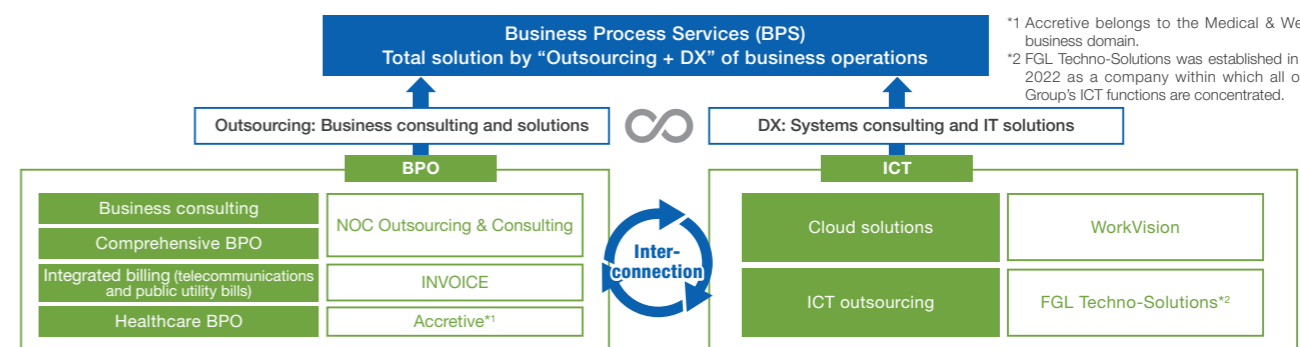 Business Process Services (BPS)
Total solution by “Outsourcing + DX” of business operations
*1 Accretive belongs to the Medical & We
business domain.
*2 FGL Techno-Solutions was established in
2022 as a company within which all o
Group's ICT functions are concentrated.
Outsourcing: Business consulting and solutions
DX: Systems consulting and IT solutions
BPO
Business consulting
Comprehensive BPO
NOC Outsourcing & Consulting
Integrated billing (telecommunications
and public utility bills)
INVOICE
Healthcare BPO
Accretive*1
Inter-
connection
ICT
Cloud solutions
WorkVision
ICT outsourcing
FGL Techno-Solutions*2